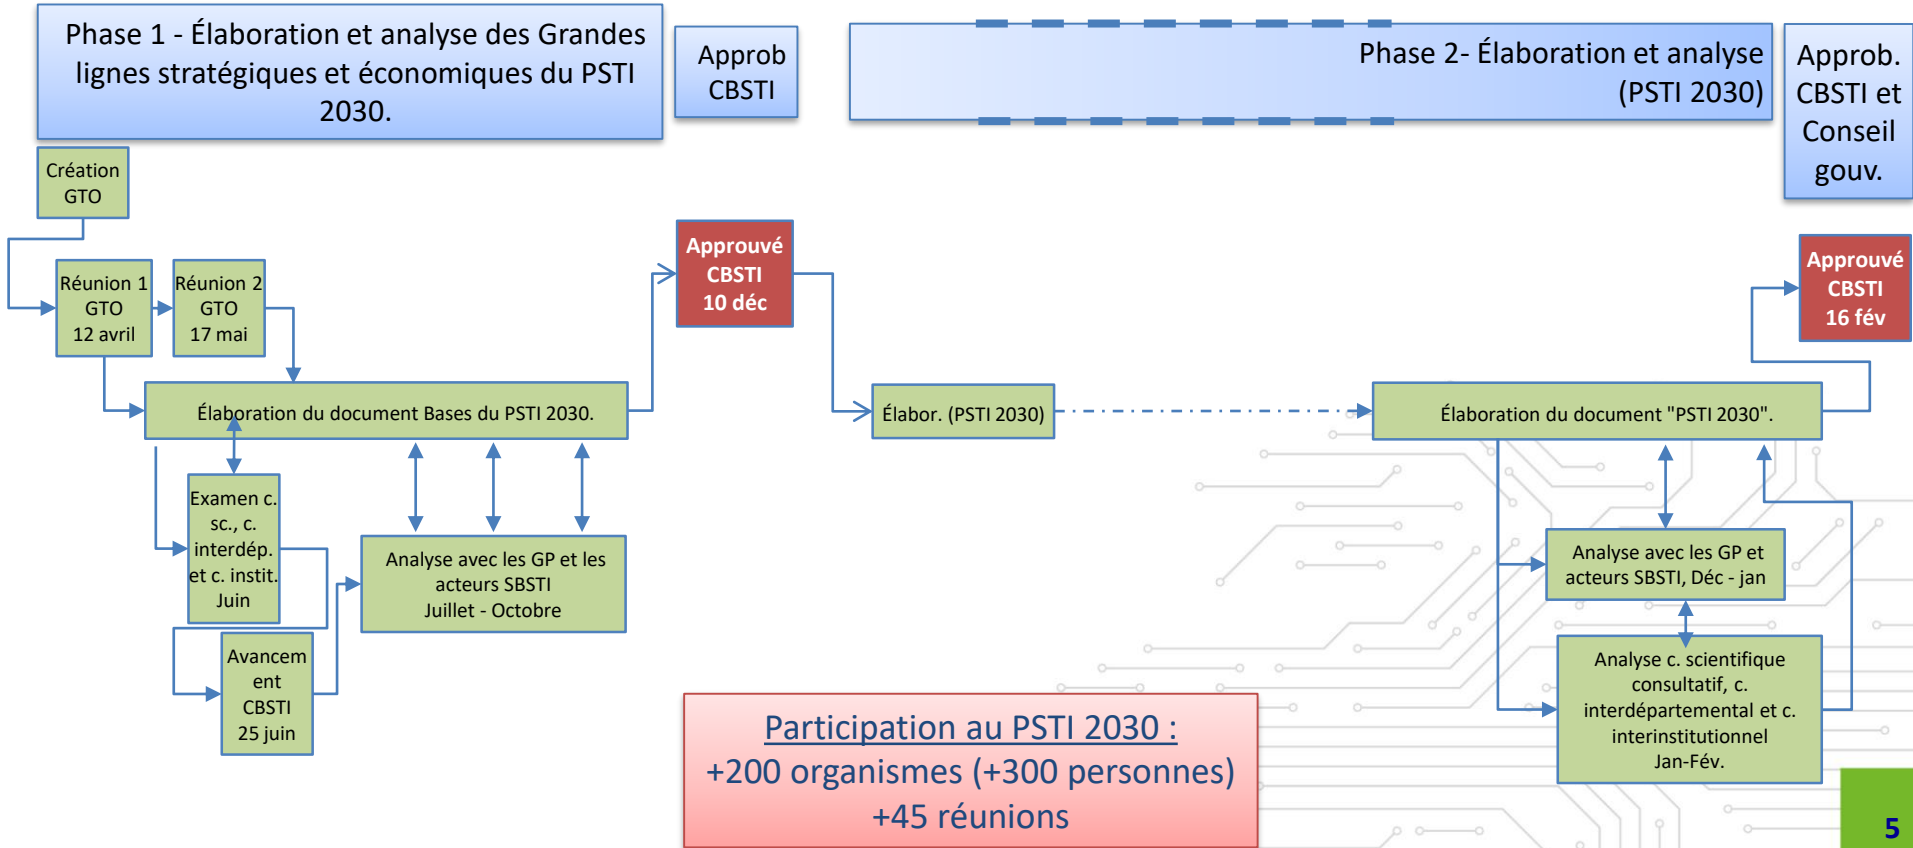 Phase 1 - Élaboration et analyse des Grandes
lignes stratégiques et économiques du PSTI
2030.
Approb
CBSTI
Phase 2- Élaboration et analyse
(PSTI 2030)
Approb.
CBSTI et
Conseil
gouv.
Création
GTO
Réunion 1
GTO
12 avril
Réunion 2
GTO
17 mai
Approuvé
CBSTI
10 déc
Approuvé
CBSTI
16 fév
Élaboration du document Bases du PSTI 2030.
Élabor. (PSTI 2030)
Élaboration du document "PSTI 2030".
Examen c.
sc., c.
interdép.
et c. instit.
Juin
Analyse avec les GP et les
acteurs SBSTI
Juillet - Octobre
Avancem
ent
CBSTI
25 juin
Analyse avec les GP et
acteurs SBSTI, Déc - jan
Analyse c. scientifique
consultatif, c.
interdépartemental et c.
interinstitutionnel
Jan-Fév.
Participation au PSTI 2030 :
+200 organismes (+300 personnes)
+45 réunions
5